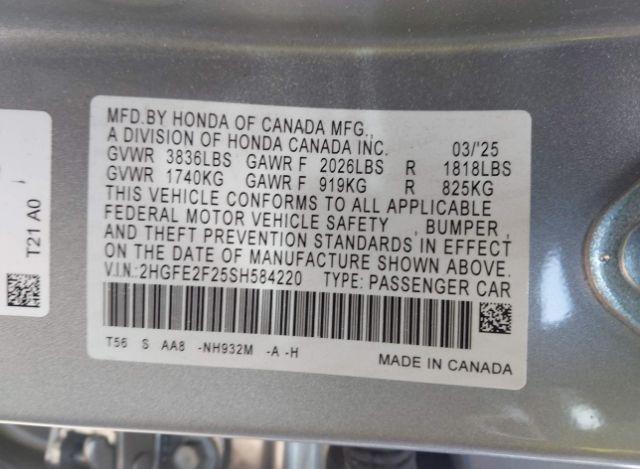 MFD.BY HONDA OF CANADA MFG.,
A DIVISION OF HONDA CANADA INC. 03/'25
GVWR 3836LBS GAWR F 2026LBS R 1818LBS
GVWR 1740KG GAWR F 919KG R 825KG
THIS VEHICLE CONFORMS TO ALL APPLICABLE
FEDERAL MOTOR VEHICLE SAFETY , BUMPER ,
AND THEFT PREVENTION STANDARDS IN EFFECT
ON THE DATE OF MANUFACTURE SHOWN ABOVE.
V.I.N.:2HGFE2F25SH584220 TYPE: PASSENGER CAR
T56 S AA8 -NH932M -A -H
MADE IN CANADA
T21 A0